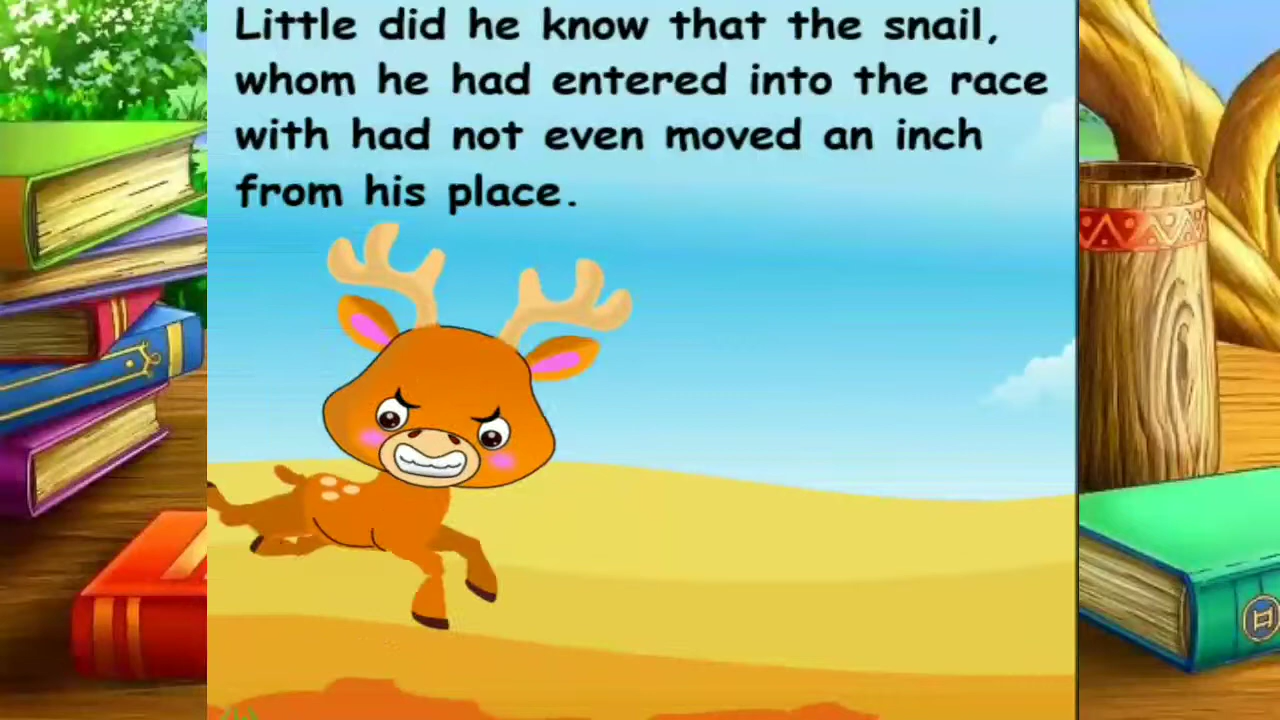 Little did he know that the snail,
whom he had entered into the race
with had not even moved an inch
from his place.